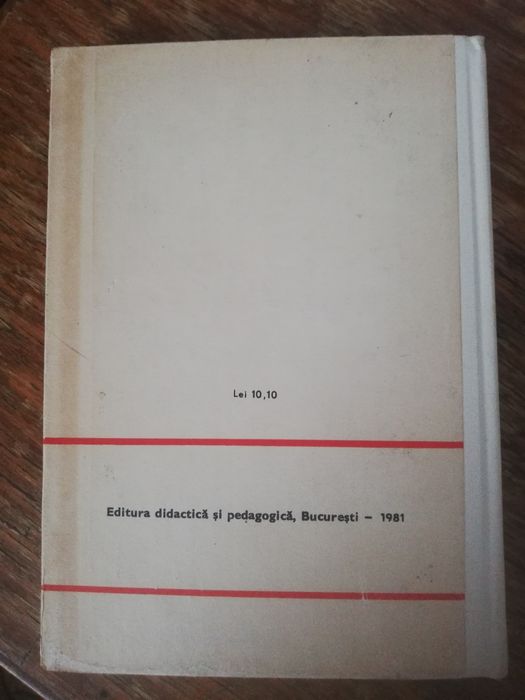 Lei 10,10
Editura didactică și pedagogică, București – 1981